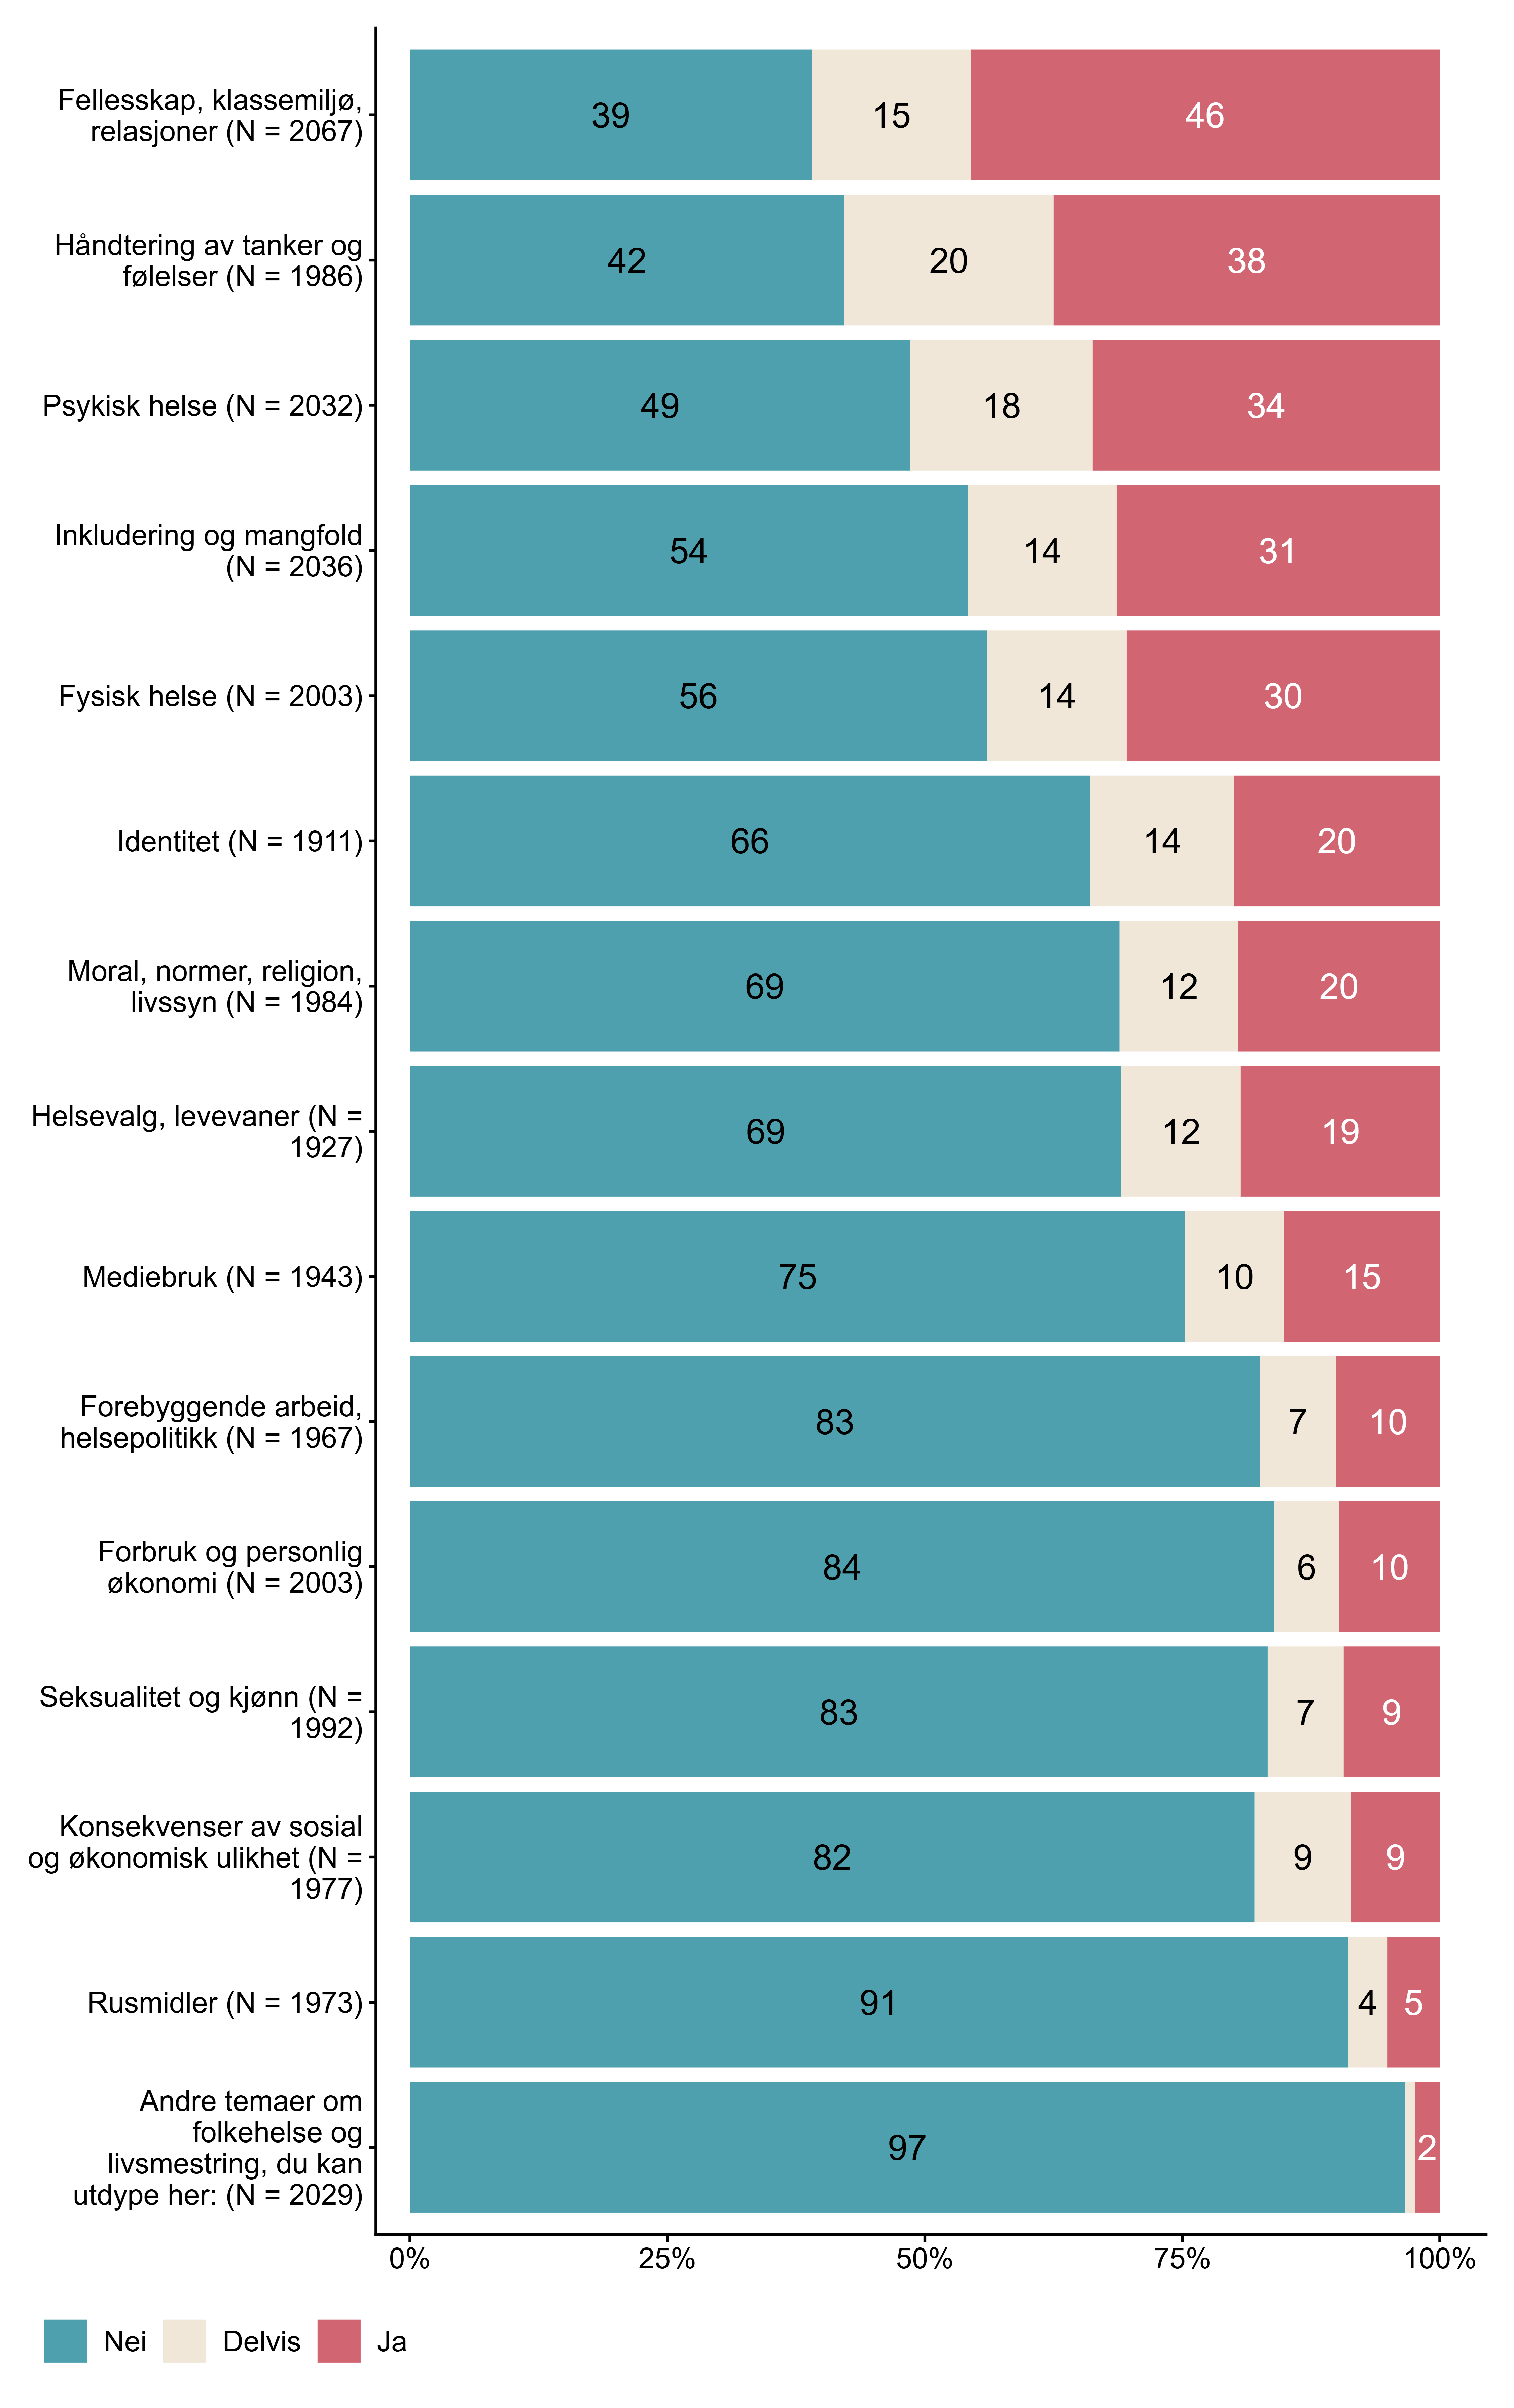 Fellesskap, klassemiljø,
relasjoner (N = 2067)
39 15 46
Håndtering av tanker og
følelser (N = 1986)
42 20 38
Psykisk helse (N = 2032)
49 18 34
Inkludering og mangfold
(N = 2036)
54 14 31
Fysisk helse (N = 2003)
56 14 30
Identitet (N = 1911)
66 14 20
Moral, normer, religion,
livssyn (N = 1984)
69 12 20
Helsevalg, levevaner (N =
1927)
69 12 19
Mediebruk (N = 1943)
75 10 15
Forebyggende arbeid,
helsepolitikk (N = 1967)
83 7 10
Forbruk og personlig
økonomi (N = 2003)
84 6 10
Seksualitet og kjønn (N =
1992)
83 7 9
Konsekvenser av sosial
og økonomisk ulikhet (N =
1977)
82 9 9
Rusmidler (N = 1973)
91 4 5
Andre temaer om
folkehelse og
livsmestring, du kan
utdype her: (N = 2029)
97 2
0% 25% 50% 75% 100%
Nei Delvis Ja